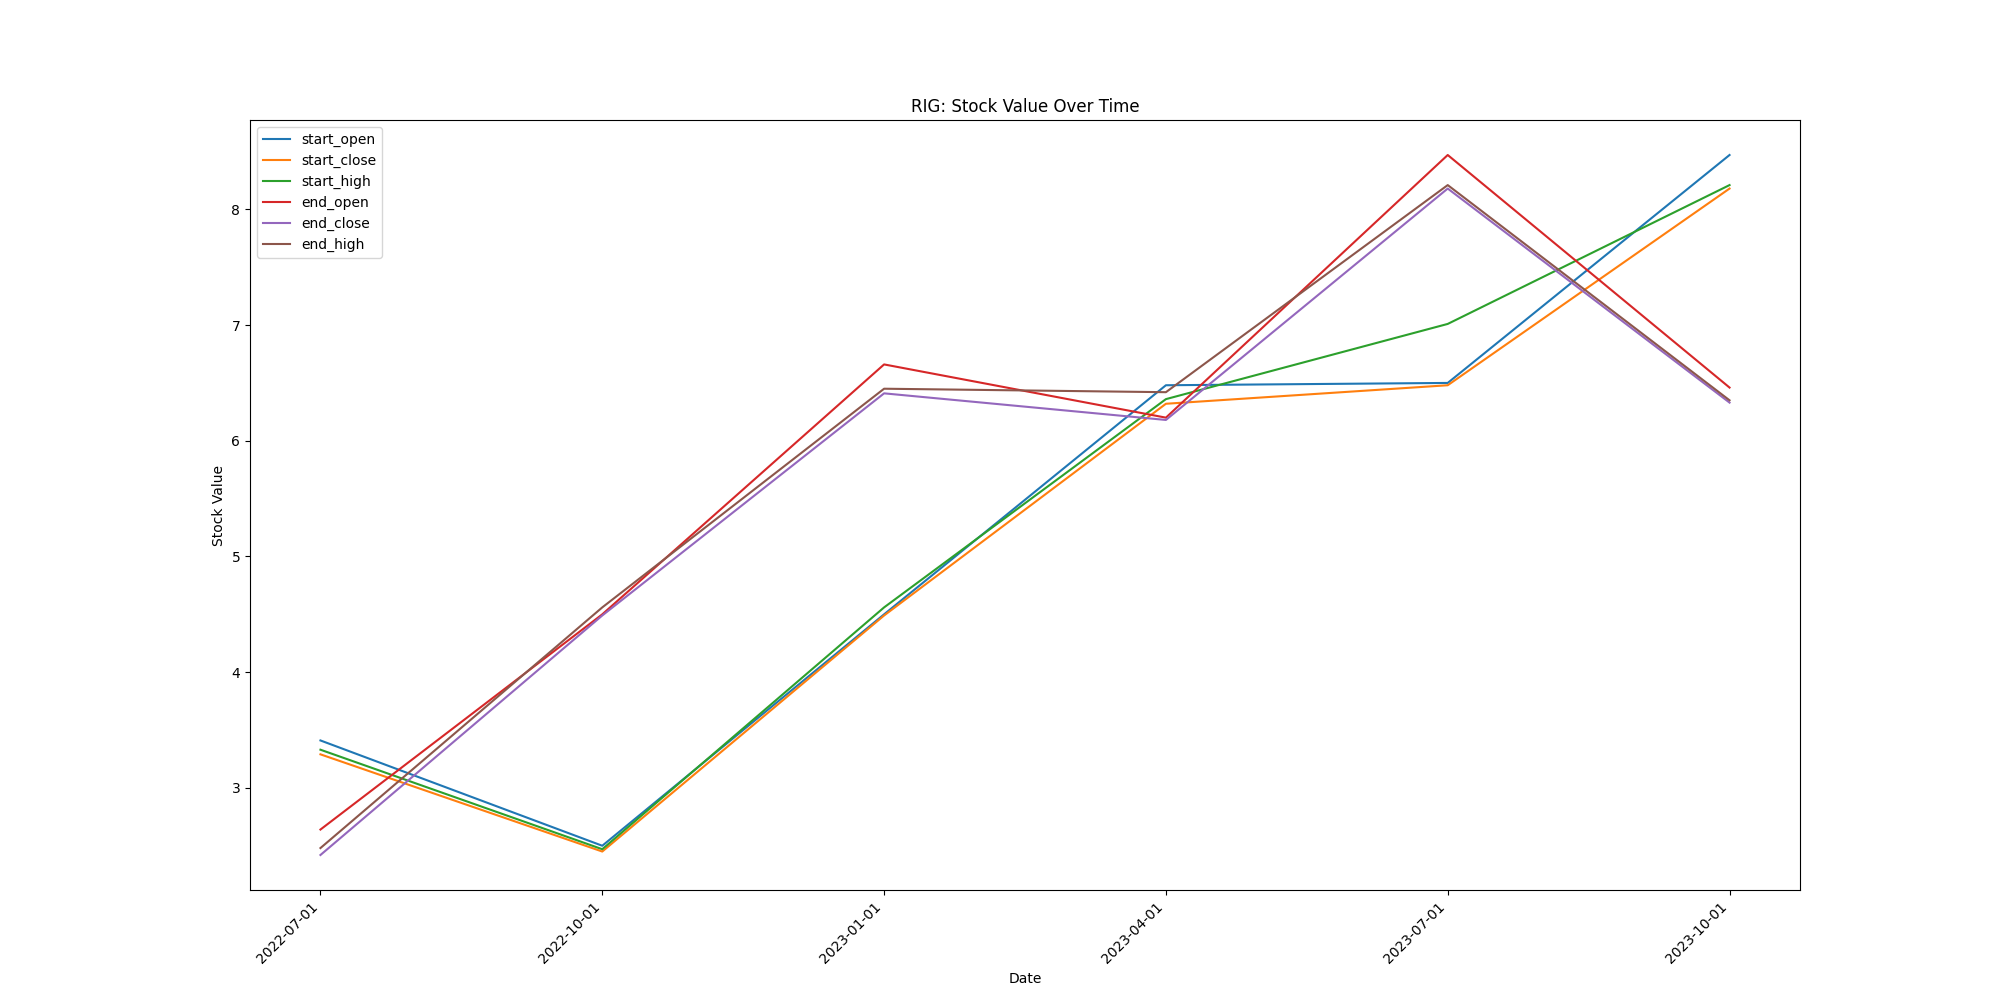 RIG: Stock Value Over Time
start_open
start_close
start_high
end_open
end_close
end_high
Stock Value
8
7
6
5
4
3
2022-07-01
2022-10-01
2023-01-01
2023-04-01
2023-07-01
2023-10-01
Date